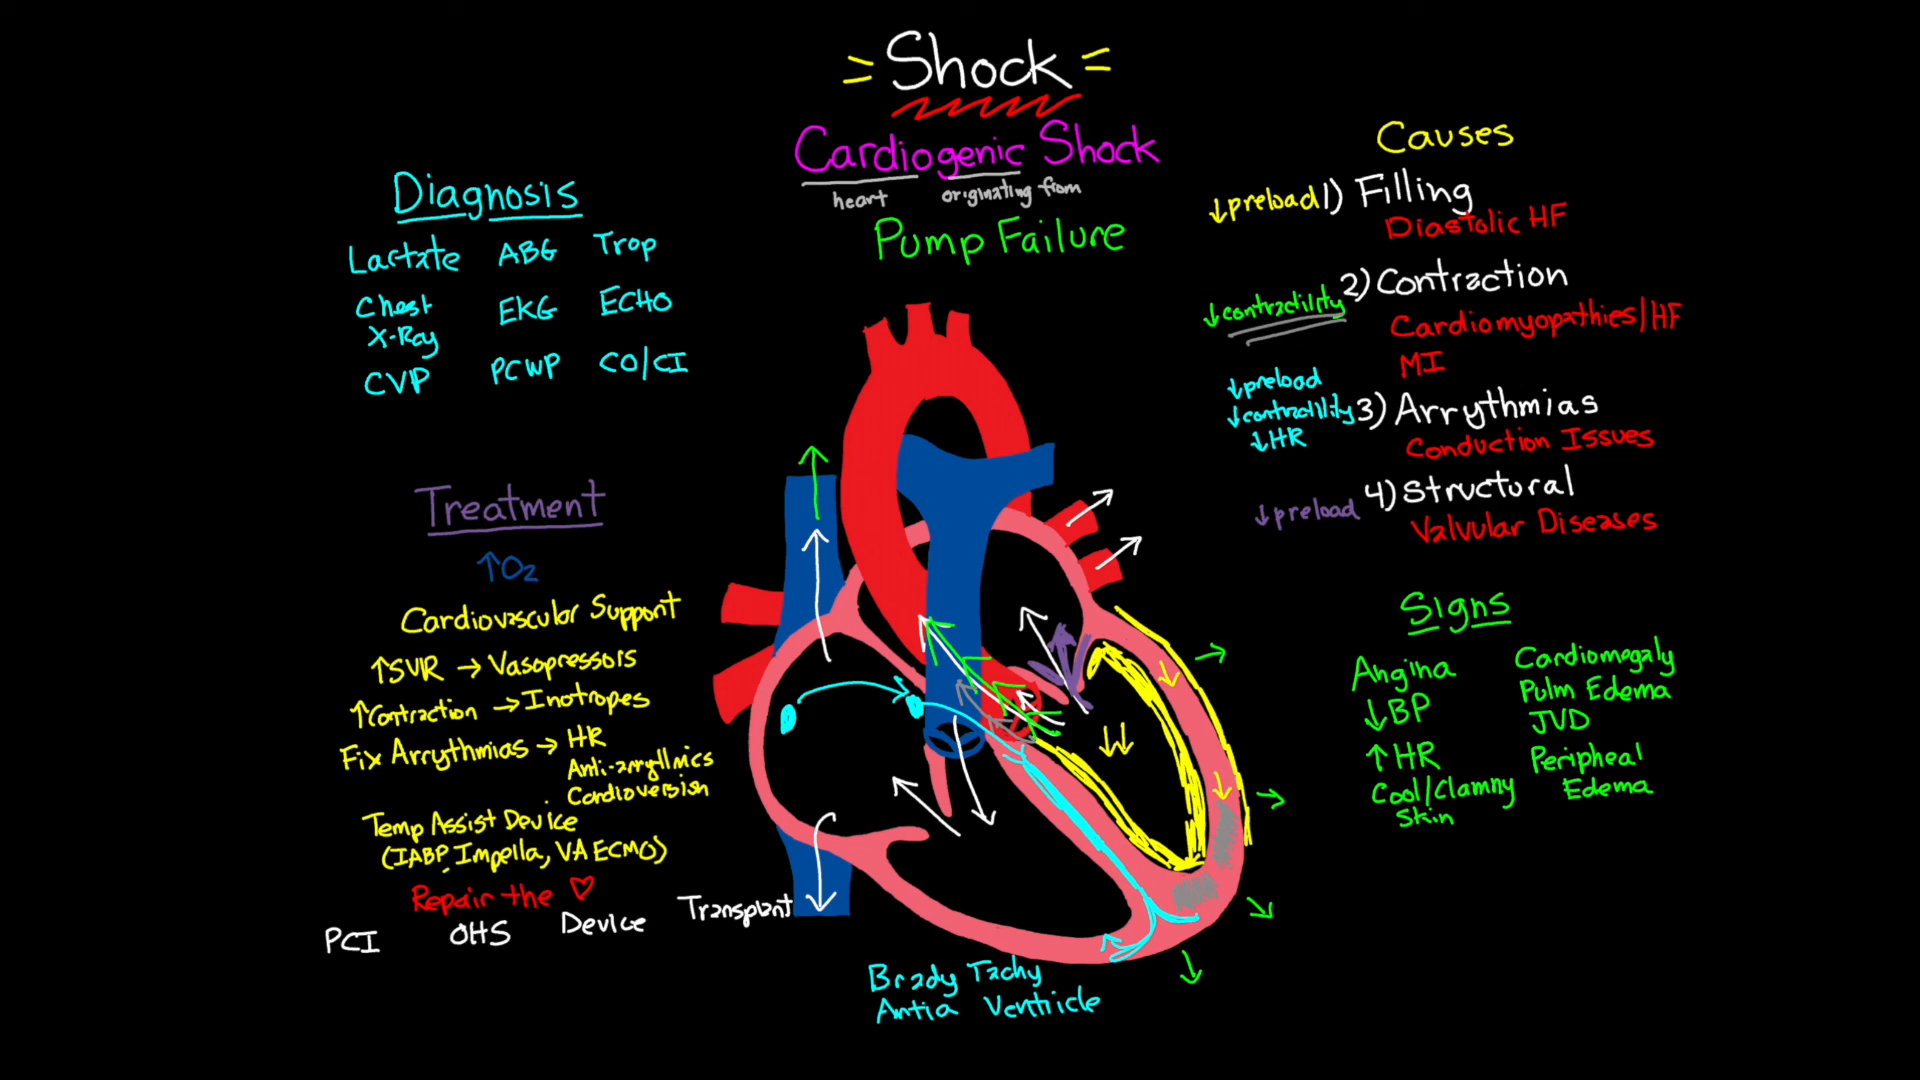 = Shock =
Cardiogenic Shock
heart originating from
Pump Failure
Diagnosis
Lactate ABG Trop
Chest X-Ray EKG ECHO
CVP PCWP CO/CI
Treatment
↑O2
Cardiovascular Support
↑SVR → Vasopressors
↑Contraction → Inotropes
Fix Arrythmias → HR
Anti-arrythmics
Cardioversion
Temp Assist Device
(IABP, Impella, VA ECMO)
Repair the ♡
PCI OHS Device Transplant
Causes
↓preload 1) Filling
Diastolic HF
↓contractility 2) Contraction
Cardiomyopathies/HF
MI
↓preload
↓contractility 3) Arrythmias
↓HR
Conduction Issues
↓preload 4) Structural
Valvular Diseases
Signs
Angina
↓BP
↑HR
Cool/Clammy
Skin
Cardiomegaly
Pulm Edema
JVD
Peripheal
Edema
Brady Tachy
Antia Ventricle